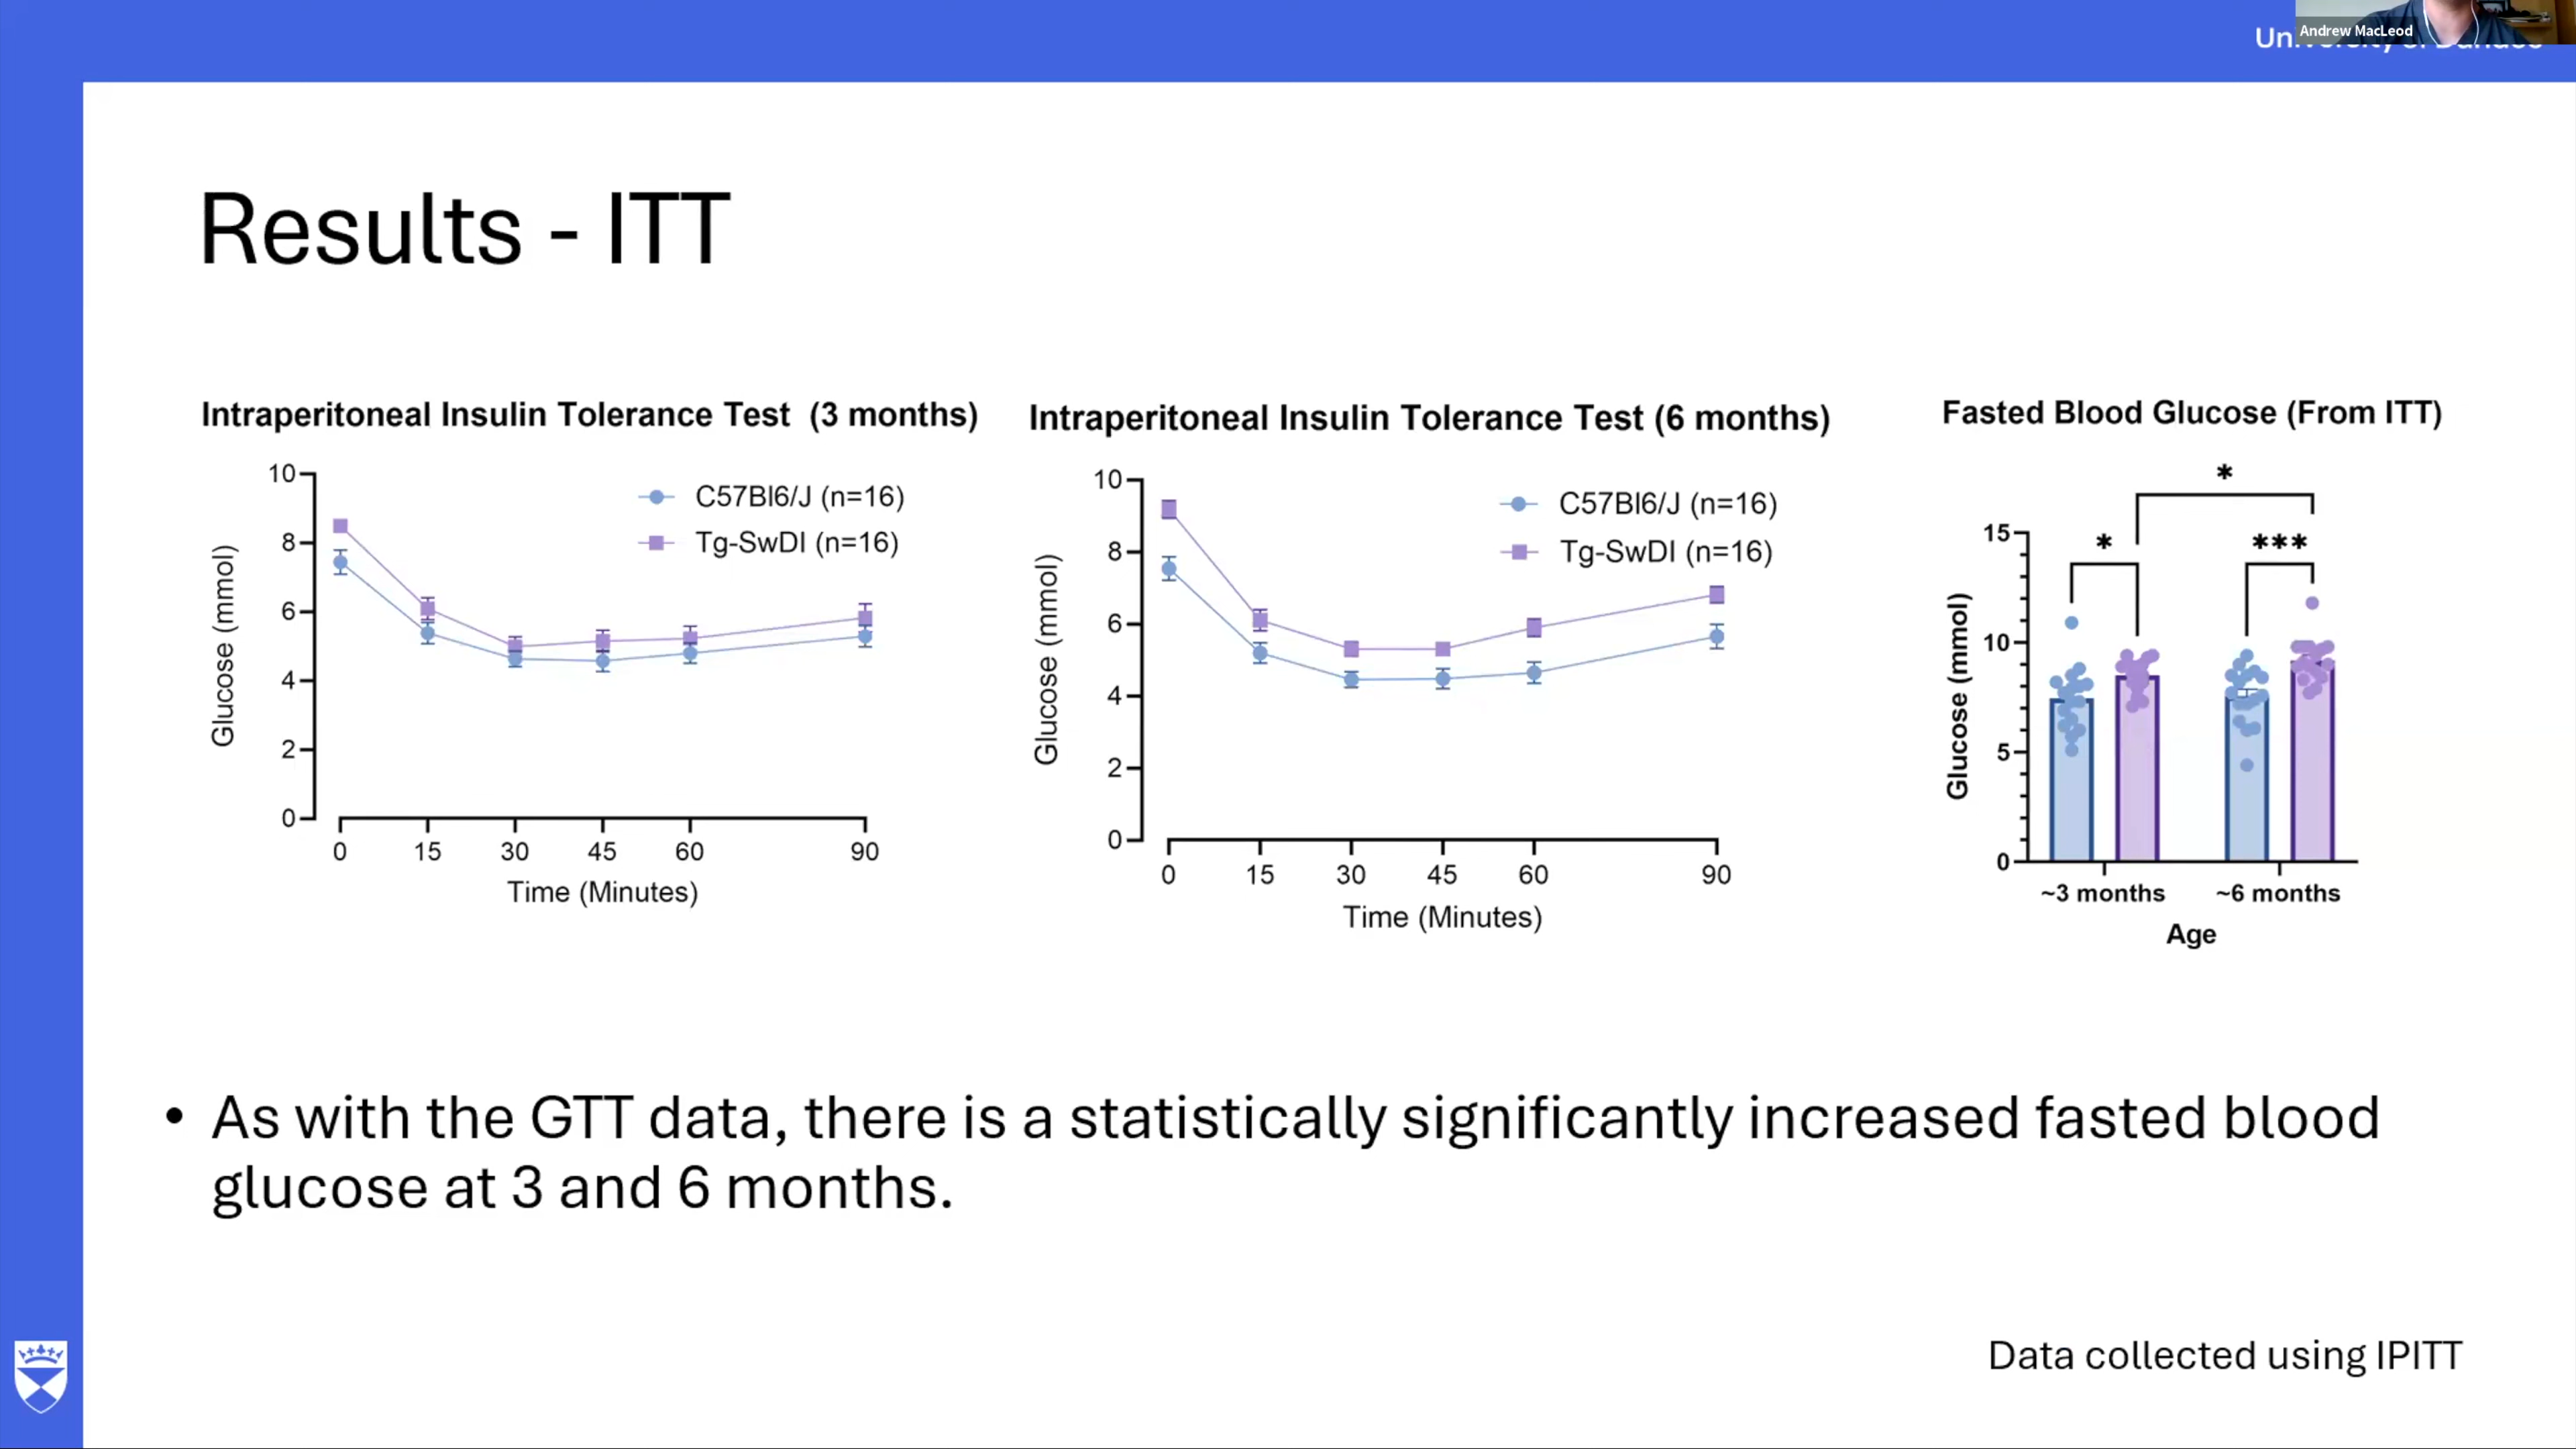 Andrew MacLeod
Results - ITT
Intraperitoneal Insulin Tolerance Test (3 months)
10
8
6
4
2
0
Glucose (mmol)
C57Bl6/J (n=16)
Tg-SwDI (n=16)
0 15 30 45 60 90
Time (Minutes)
Intraperitoneal Insulin Tolerance Test (6 months)
10
8
6
4
2
0
Glucose (mmol)
C57Bl6/J (n=16)
Tg-SwDI (n=16)
0 15 30 45 60 90
Time (Minutes)
Fasted Blood Glucose (From ITT)
*
* ***
15
10
5
0
Glucose (mmol)
~3 months ~6 months
Age
• As with the GTT data, there is a statistically significantly increased fasted blood
glucose at 3 and 6 months.
Data collected using IPITT